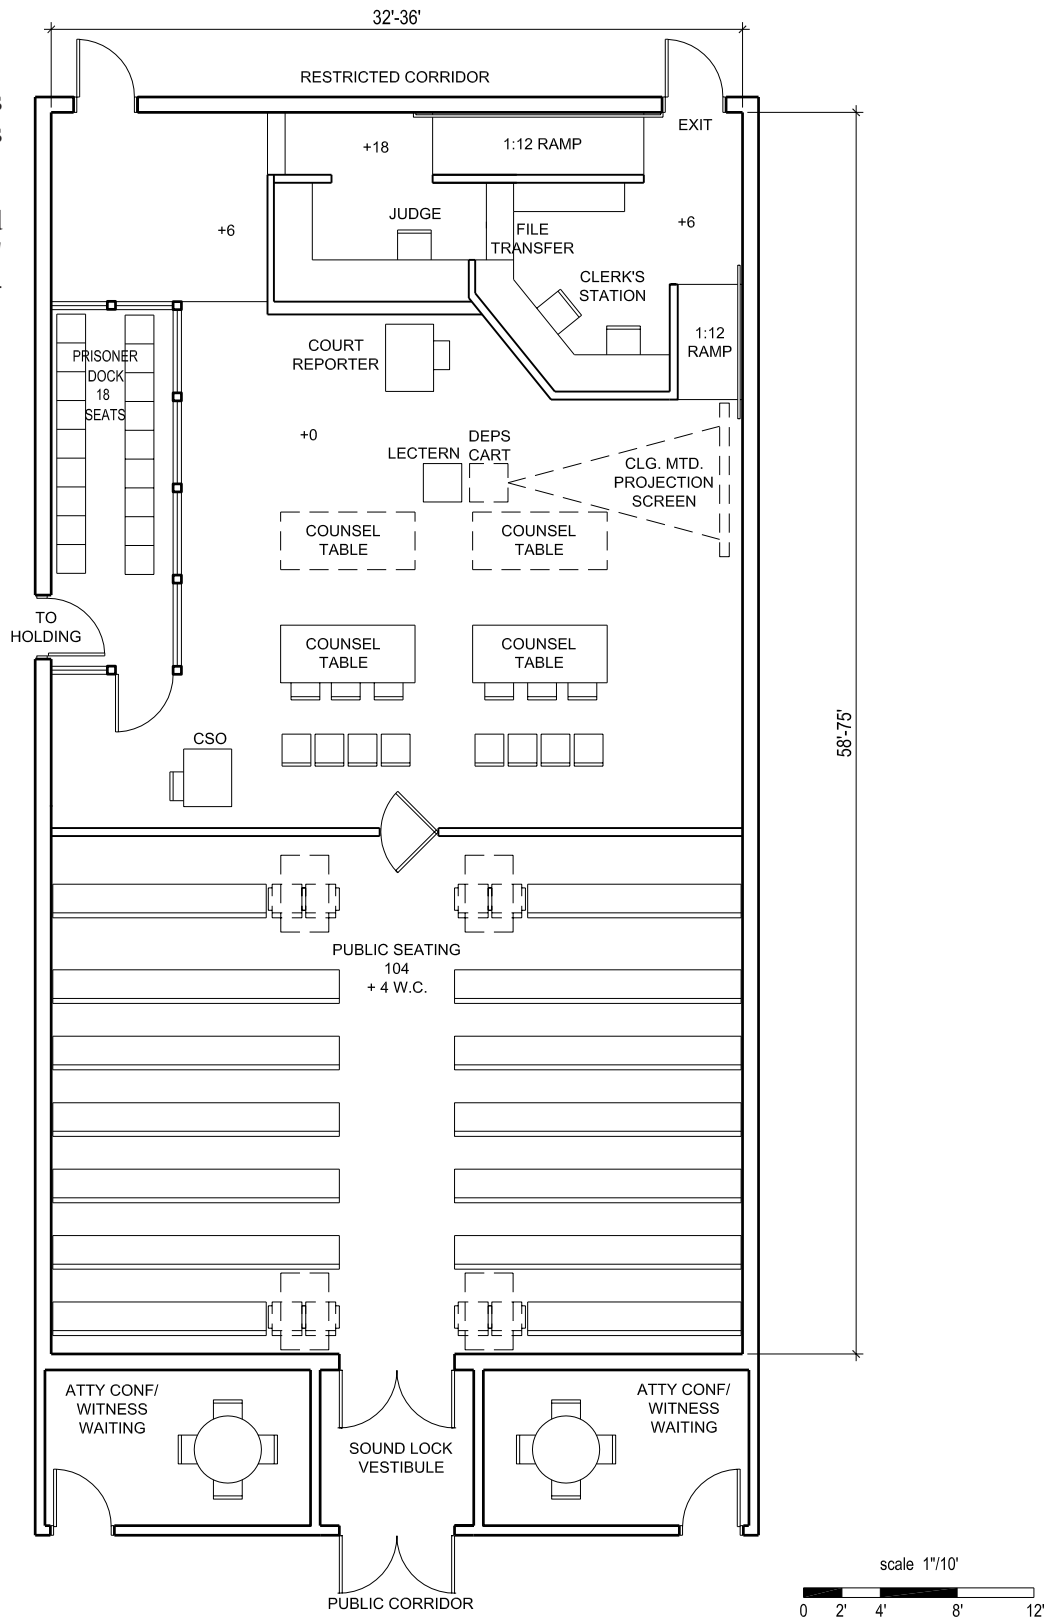 32'-36'
RESTRICTED CORRIDOR
EXIT
+18
1:12 RAMP
JUDGE
+6
FILE
TRANSFER
+6
CLERK'S
STATION
1:12
RAMP
COURT
REPORTER
PRISONER
DOCK
18
SEATS
+0
DEPS
CART
LECTERN
CLG. MTD.
PROJECTION
SCREEN
COUNSEL
TABLE
COUNSEL
TABLE
TO
HOLDING
COUNSEL
TABLE
COUNSEL
TABLE
58'-75'
CSO
PUBLIC SEATING
104
+ 4 W.C.
ATTY CONF/
WITNESS
WAITING
ATTY CONF/
WITNESS
WAITING
SOUND LOCK
VESTIBULE
PUBLIC CORRIDOR
scale 1"/10'
0 2' 4' 8' 12'